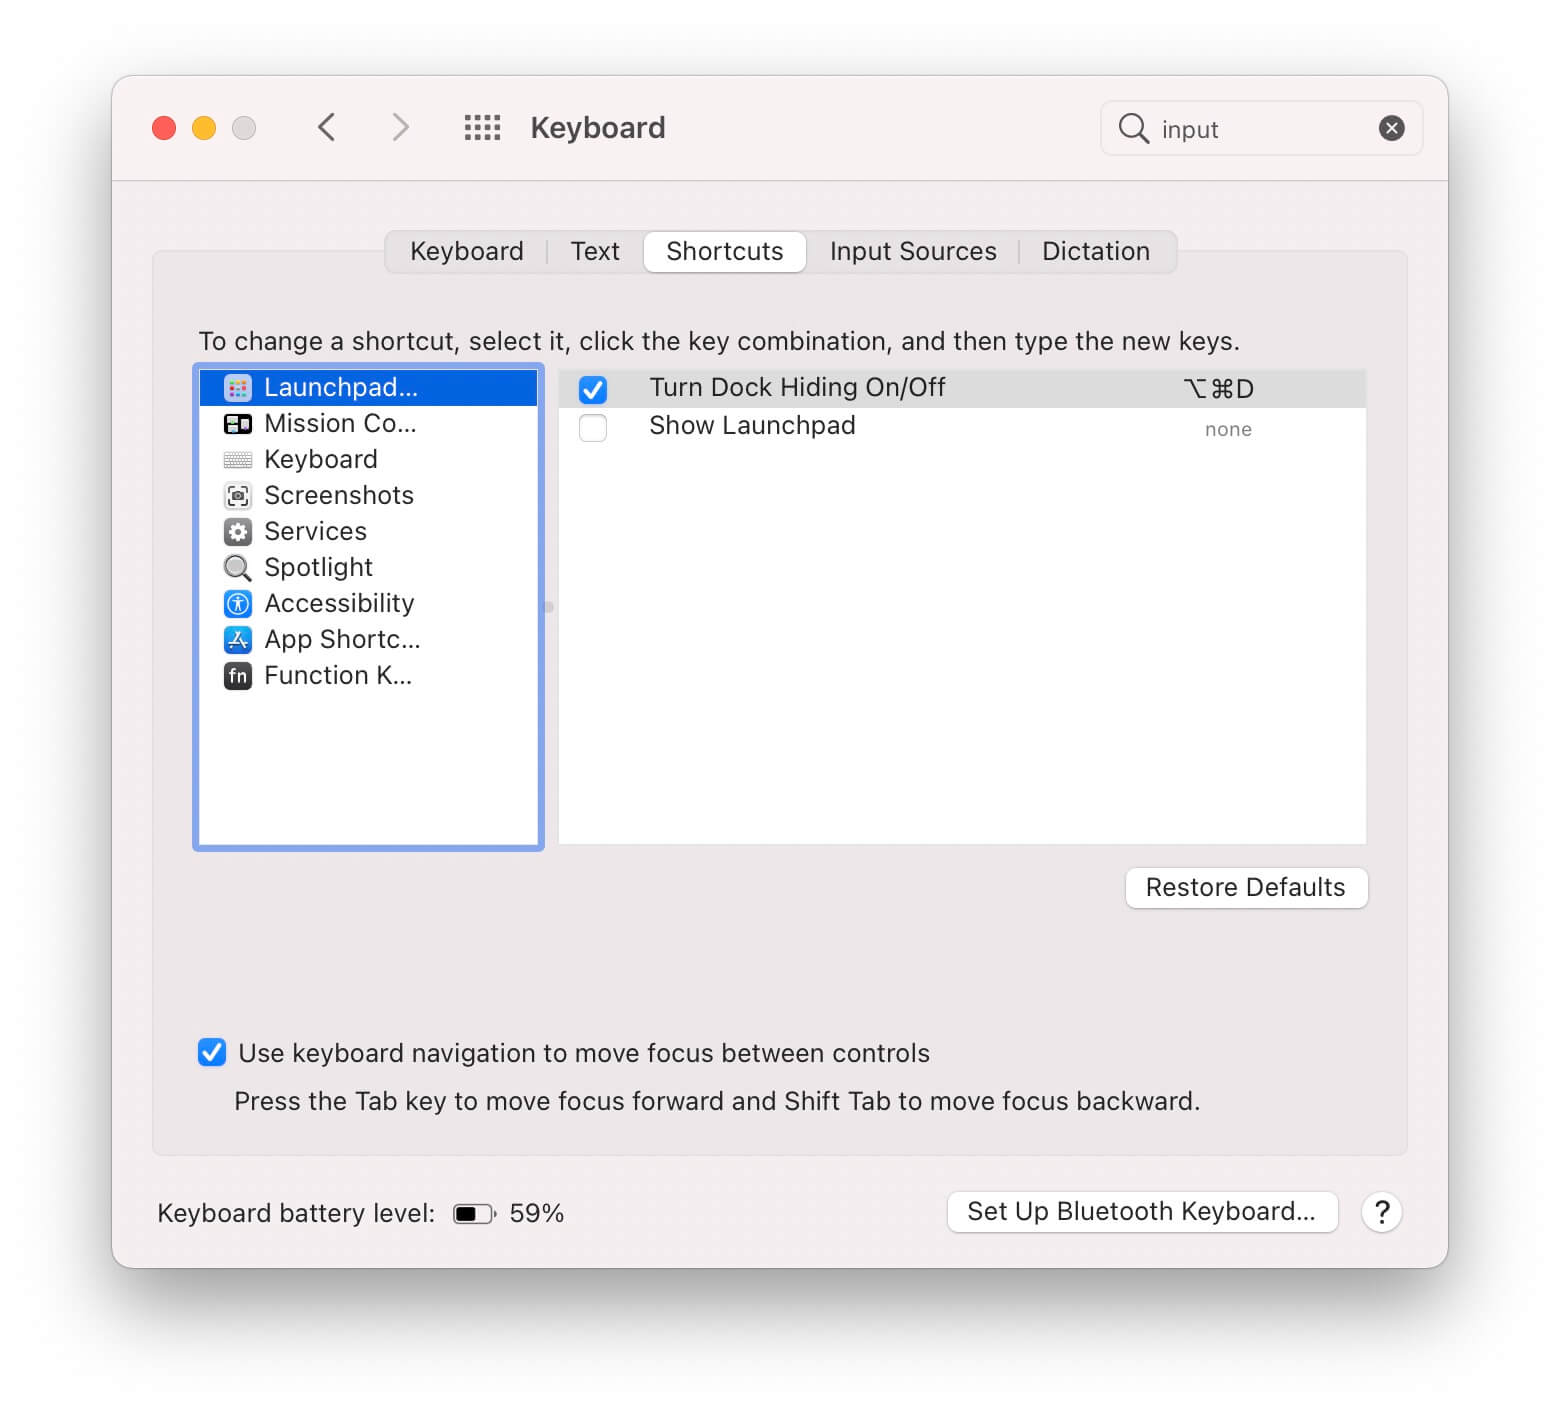 Keyboard
input
Keyboard Text Shortcuts Input Sources Dictation
To change a shortcut, select it, click the key combination, and then type the new keys.
Launchpad...
Mission Co...
Keyboard
Screenshots
Services
Spotlight
Accessibility
App Shortc...
fn Function K...
Turn Dock Hiding On/Off ⌥⌘D
Show Launchpad none
Restore Defaults
Use keyboard navigation to move focus between controls
Press the Tab key to move focus forward and Shift Tab to move focus backward.
Keyboard battery level: 59%
Set Up Bluetooth Keyboard... ?